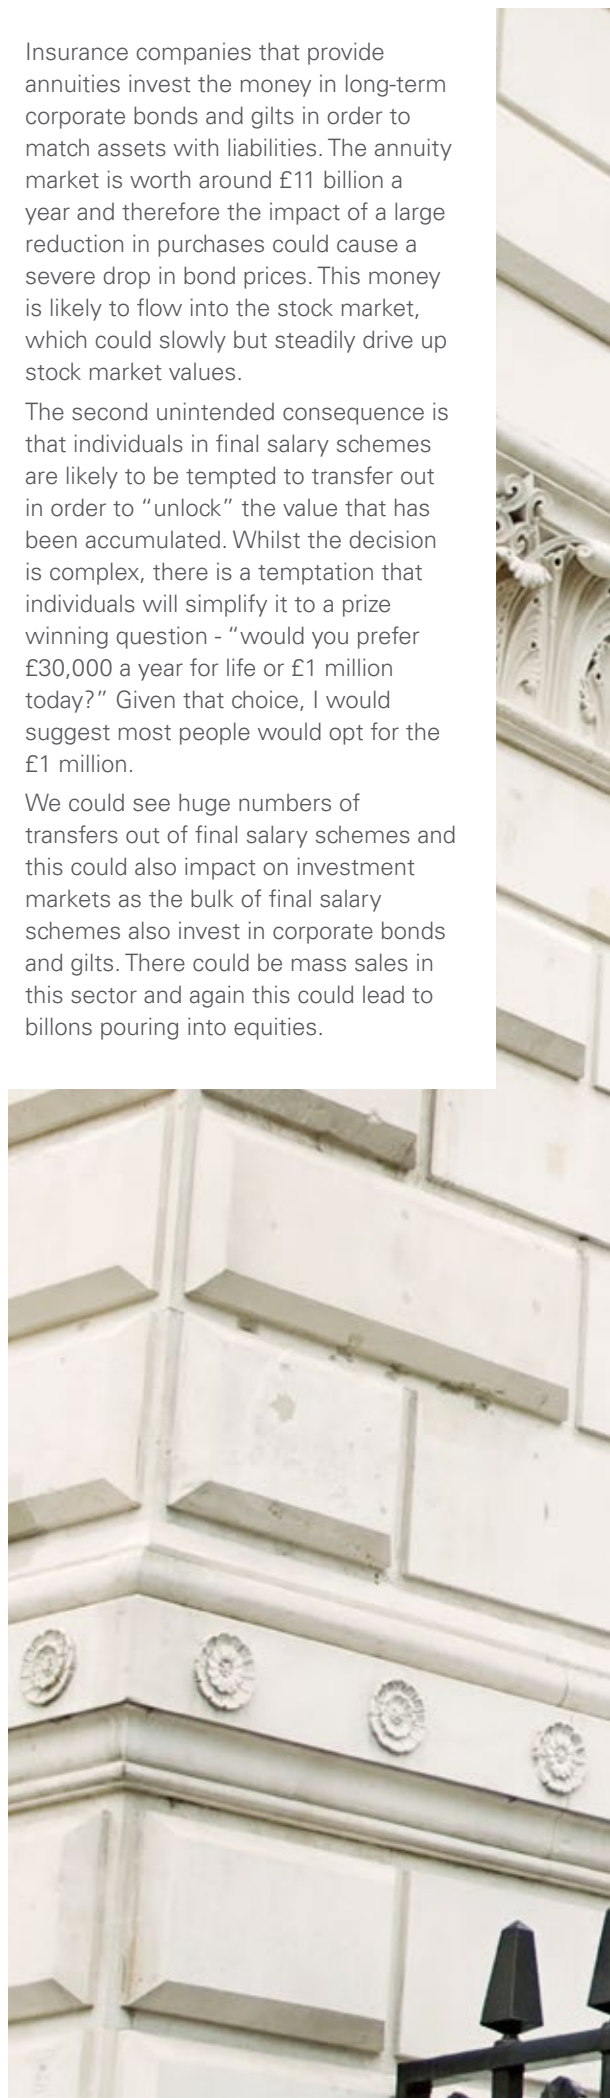 Insurance companies that provide
annuities invest the money in long-term
corporate bonds and gilts in order to
match assets with liabilities. The annuity
market is worth around £11 billion a
year and therefore the impact of a large
reduction in purchases could cause a
severe drop in bond prices. This money
is likely to flow into the stock market,
which could slowly but steadily drive up
stock market values.
The second unintended consequence is
that individuals in final salary schemes
are likely to be tempted to transfer out
in order to “unlock” the value that has
been accumulated. Whilst the decision
is complex, there is a temptation that
individuals will simplify it to a prize
winning question - “would you prefer
£30,000 a year for life or £1 million
today?” Given that choice, I would
suggest most people would opt for the
£1 million.
We could see huge numbers of
transfers out of final salary schemes and
this could also impact on investment
markets as the bulk of final salary
schemes also invest in corporate bonds
and gilts. There could be mass sales in
this sector and again this could lead to
billons pouring into equities.